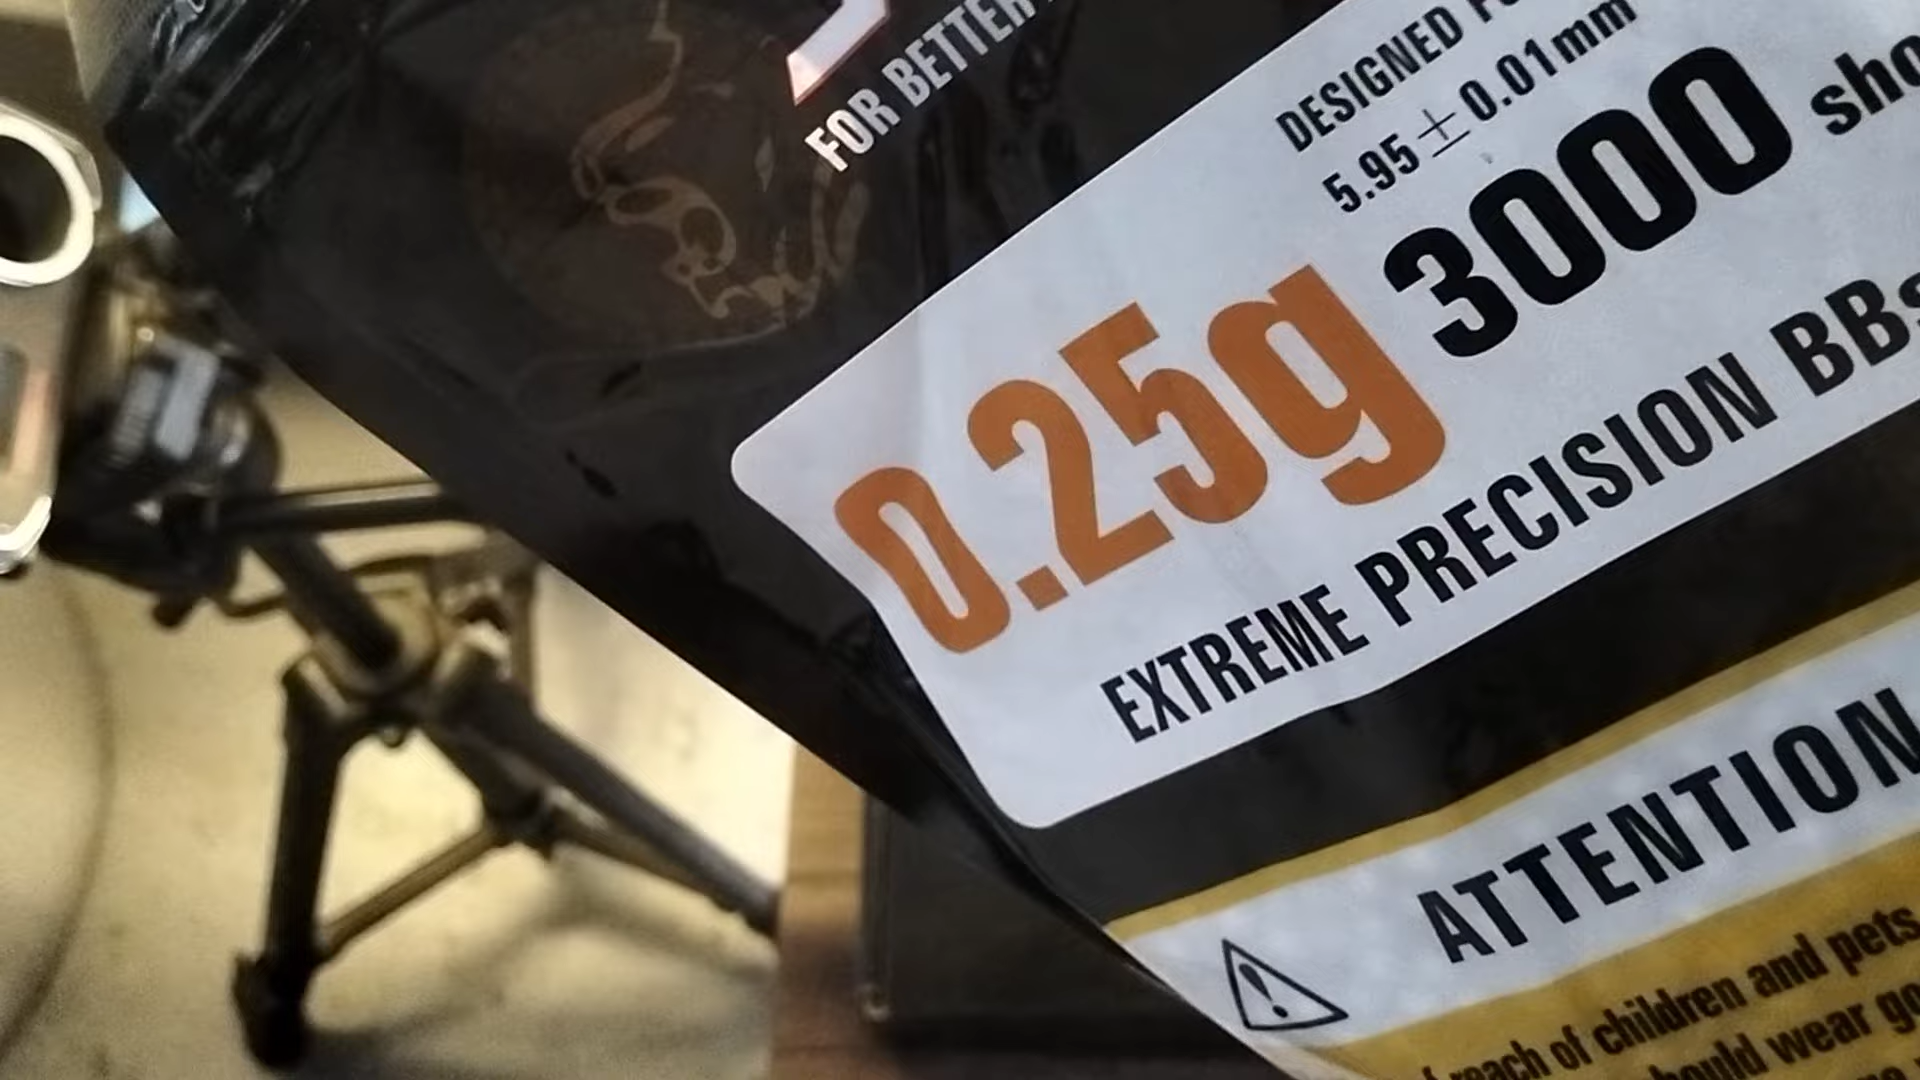 FOR BETTER
DESIGNED
5.95 ± 0.01mm
0.25g 3000
EXTREME PRECISION BBs
ATTENTION
reach of children and pets
should wear